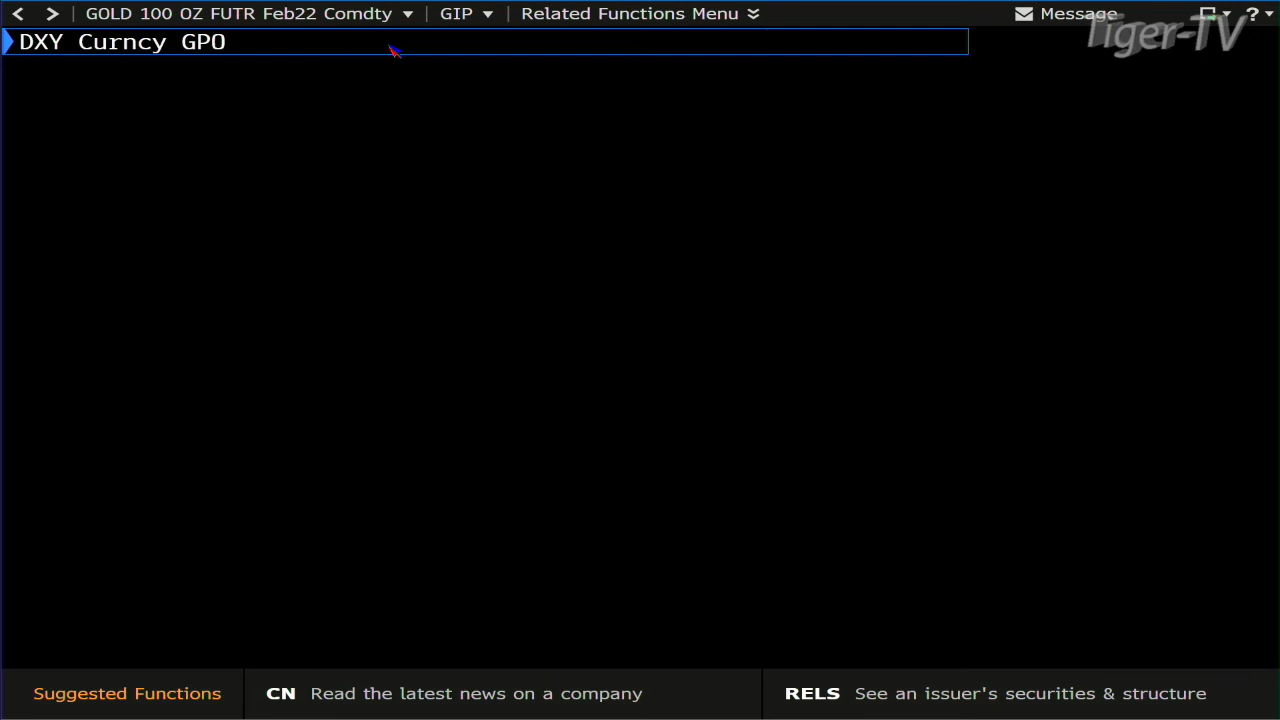 < > GOLD 100 OZ FUTR Feb22 Comdty GIP Related Functions Menu Message ?
Tiger-TV
DXY Curncy GPO
Suggested Functions CN Read the latest news on a company RELS See an issuer's securities & structure